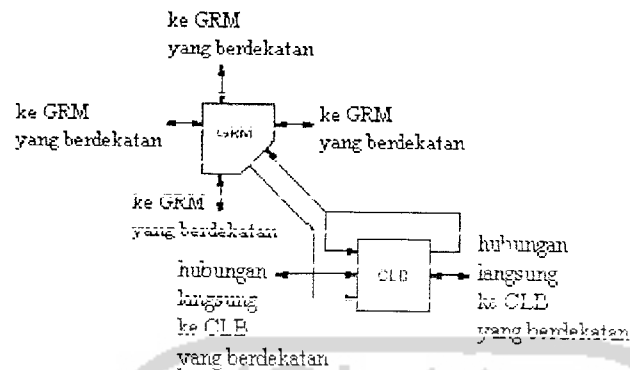 ke GRM
yang berdekatan
ke GRM
yang berdekatan
GRM
ke GRM
yang berdekatan
ke GRM
yang berdekatan
hubungan
langsung
ke CLB
yang berdekatan
CLB
hubungan
langsung
ke CLB
yang berdekatan